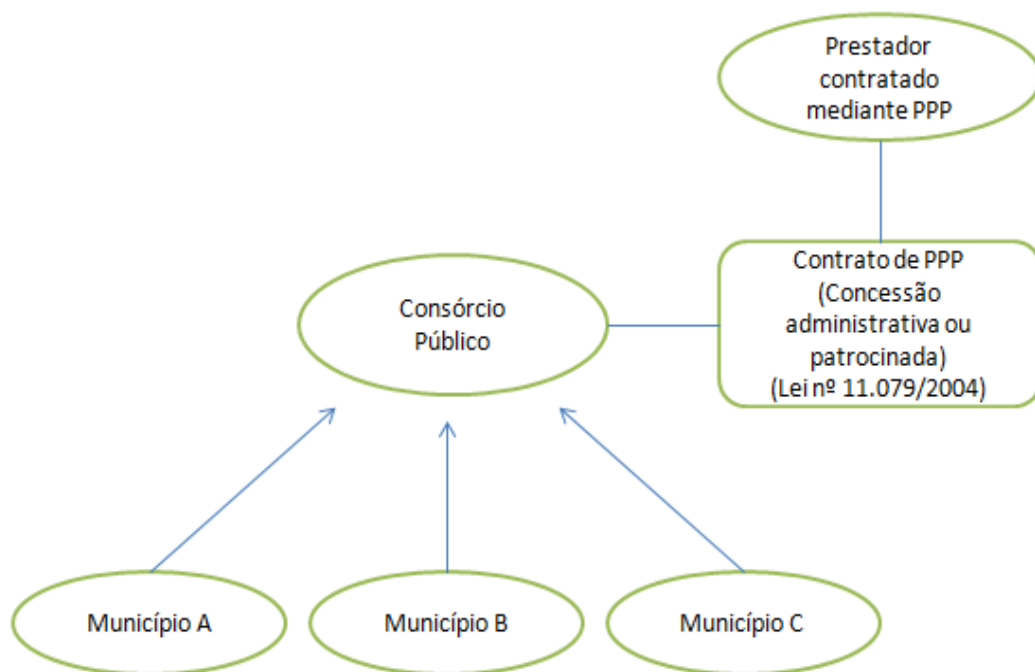 Prestador
contratado
mediante PPP
Contrato de PPP
(Concessão
administrativa ou
patrocinada)
(Lei nº 11.079/2004)
Consórcio
Público
Município A
Município B
Município C